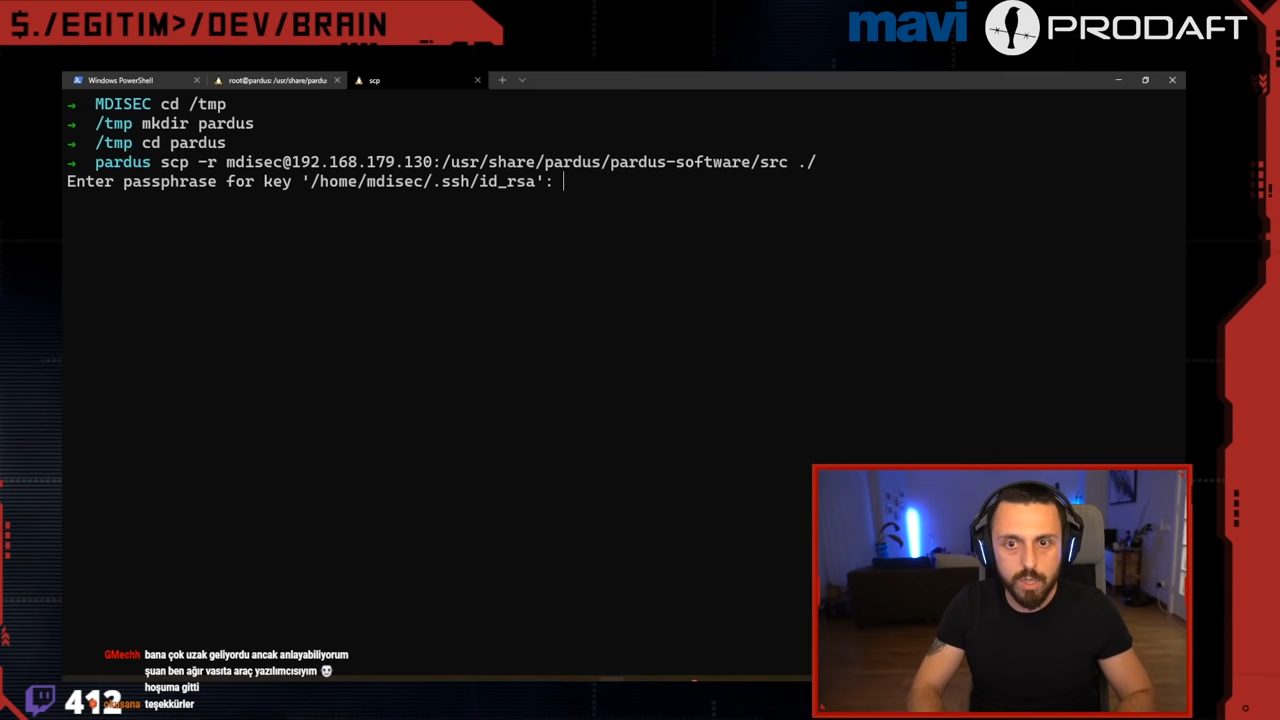 $./EGITIM>/DEV/BRAIN
mavi
PRODAFT
Windows PowerShell
root@pardus: /usr/share/pardus
scp
→ MDISEC cd /tmp
→ /tmp mkdir pardus
→ /tmp cd pardus
→ pardus scp -r mdisec@192.168.179.130:/usr/share/pardus/pardus-software/src ./
Enter passphrase for key '/home/mdisec/.ssh/id_rsa':
GMechh bana çok uzak geliyordu ancak anlayabiliyorum
şuan ben ağır vasıta araç yazılımcısıyım
hoşuma gitti
teşekkürler
412